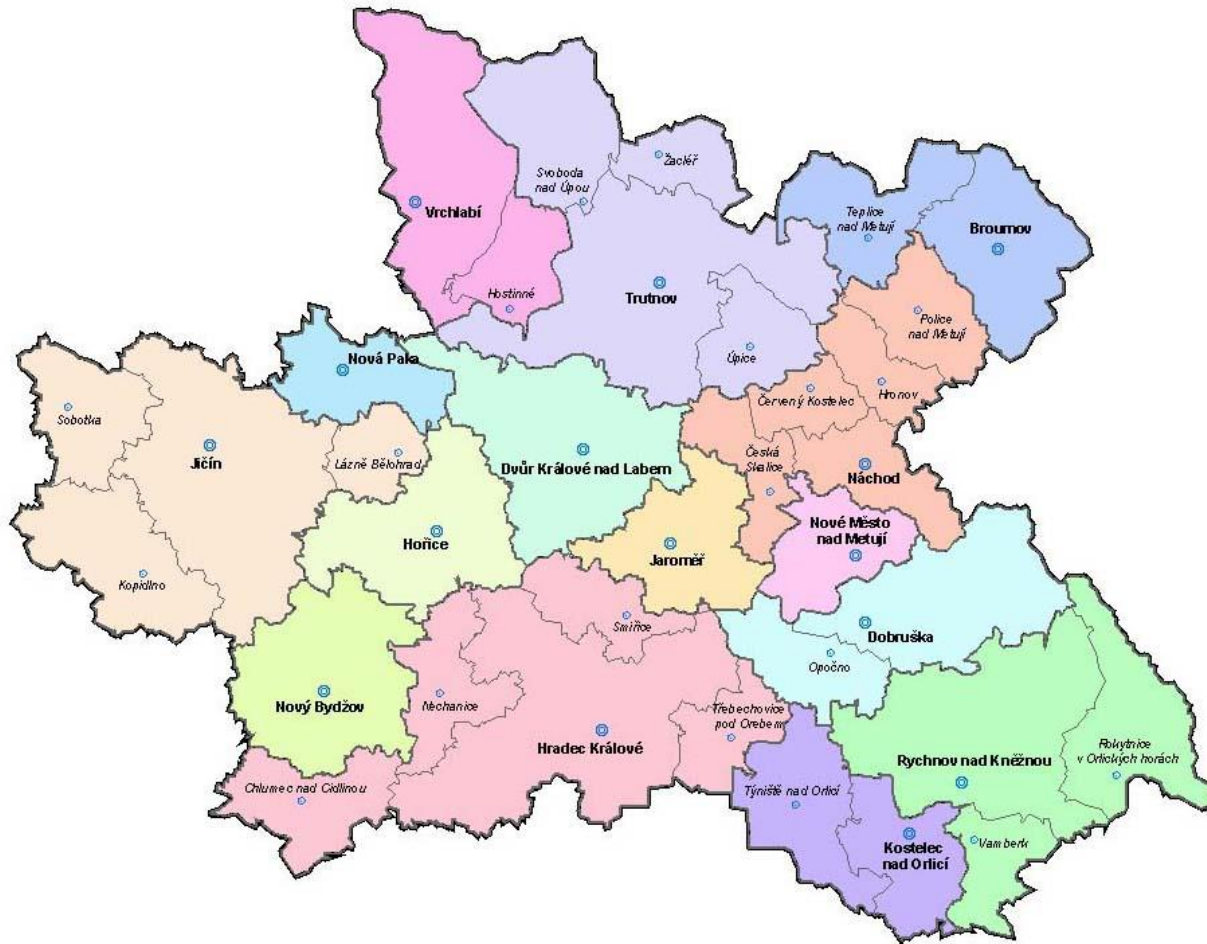 Žacléř
Svoboda
nad Úpou
Vrchlabí
Teplice
nad Metují
Broumov
Hostinné
Trutnov
Police
nad Metují
Úpice
Nová Paka
Sobotka
Červený Kostelec
Hronov
Jičín
Lázně Bělohrad
Dvůr Králové nad Labem
Česká
Skalice
Náchod
Nové Město
nad Metují
Hořice
Jaroměř
Kopidlno
Smiřice
Dobruška
Opočno
Nový Bydžov
Nechanice
Třebechovice
pod Orebem
Hradec Králové
Rokytnice
v Orlických horách
Rychnov nad Kněžnou
Chlumec nad Cidlinou
Týniště nad Orlicí
Kostelec
nad Orlicí
Vamberk